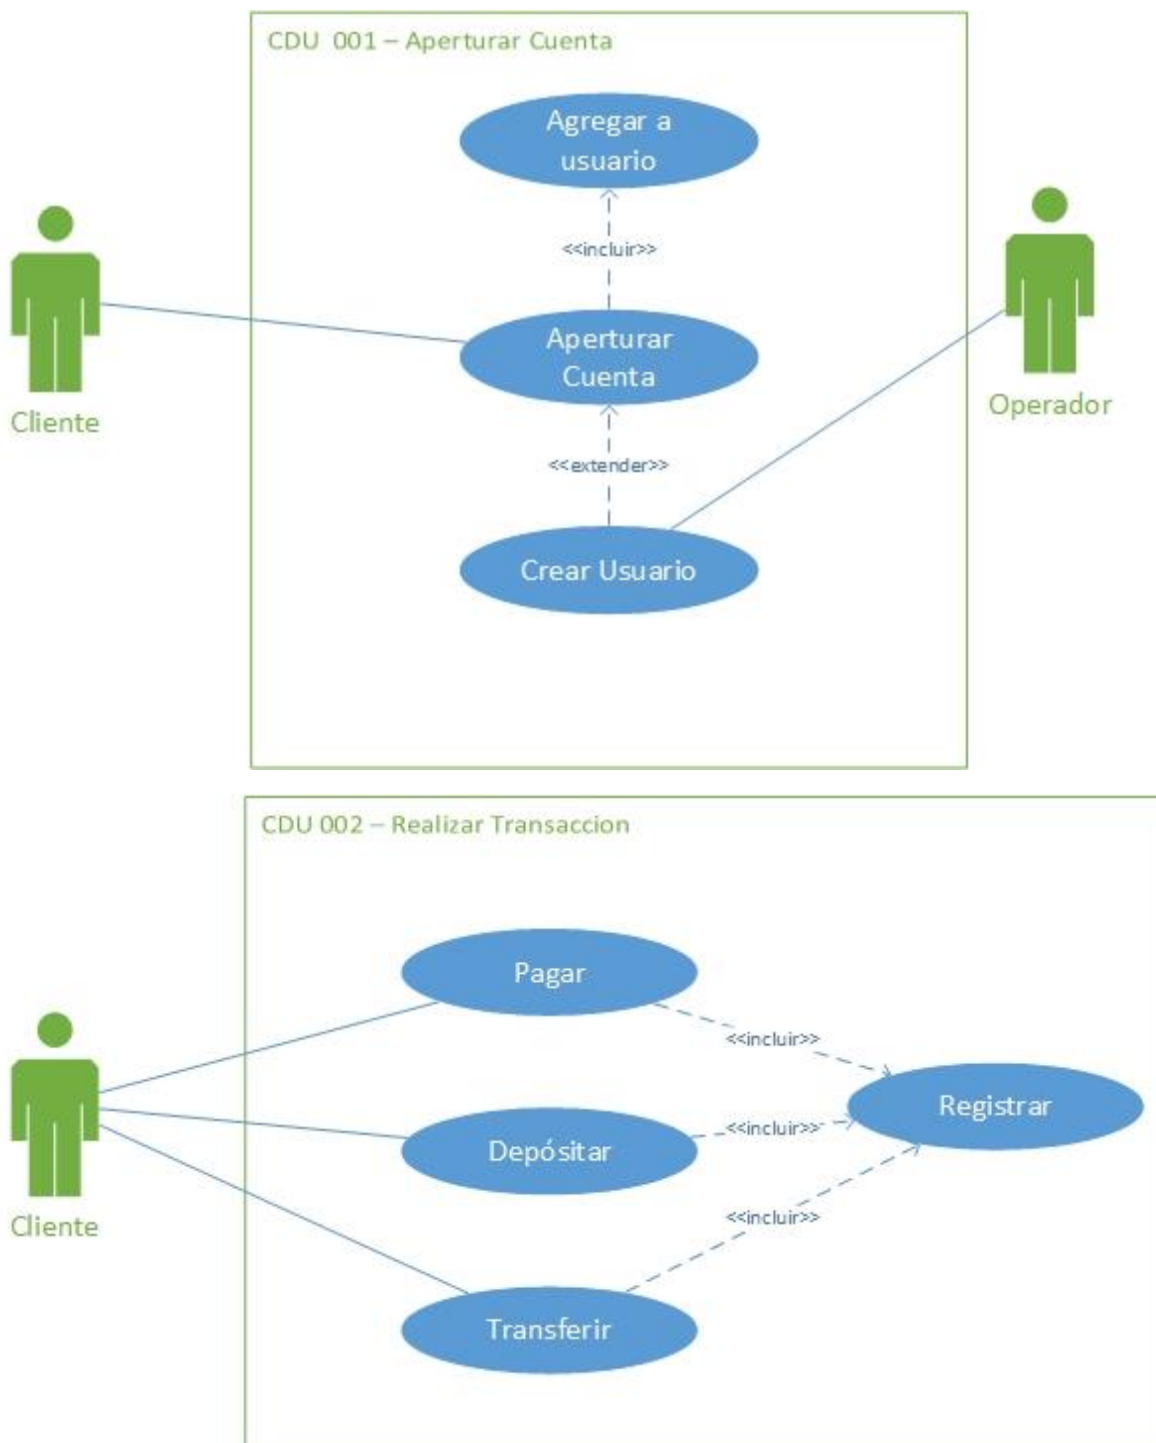 CDU 001 – Aperturar Cuenta
Agregar a
usuario
<<incluir>>
Aperturar
Cuenta
Cliente
Operador
<<extender>>
Crear Usuario
CDU 002 – Realizar Transaccion
Pagar
<<incluir>>
Registrar
Depósitar
<<incluir>>
<<incluir>>
Cliente
Transferir